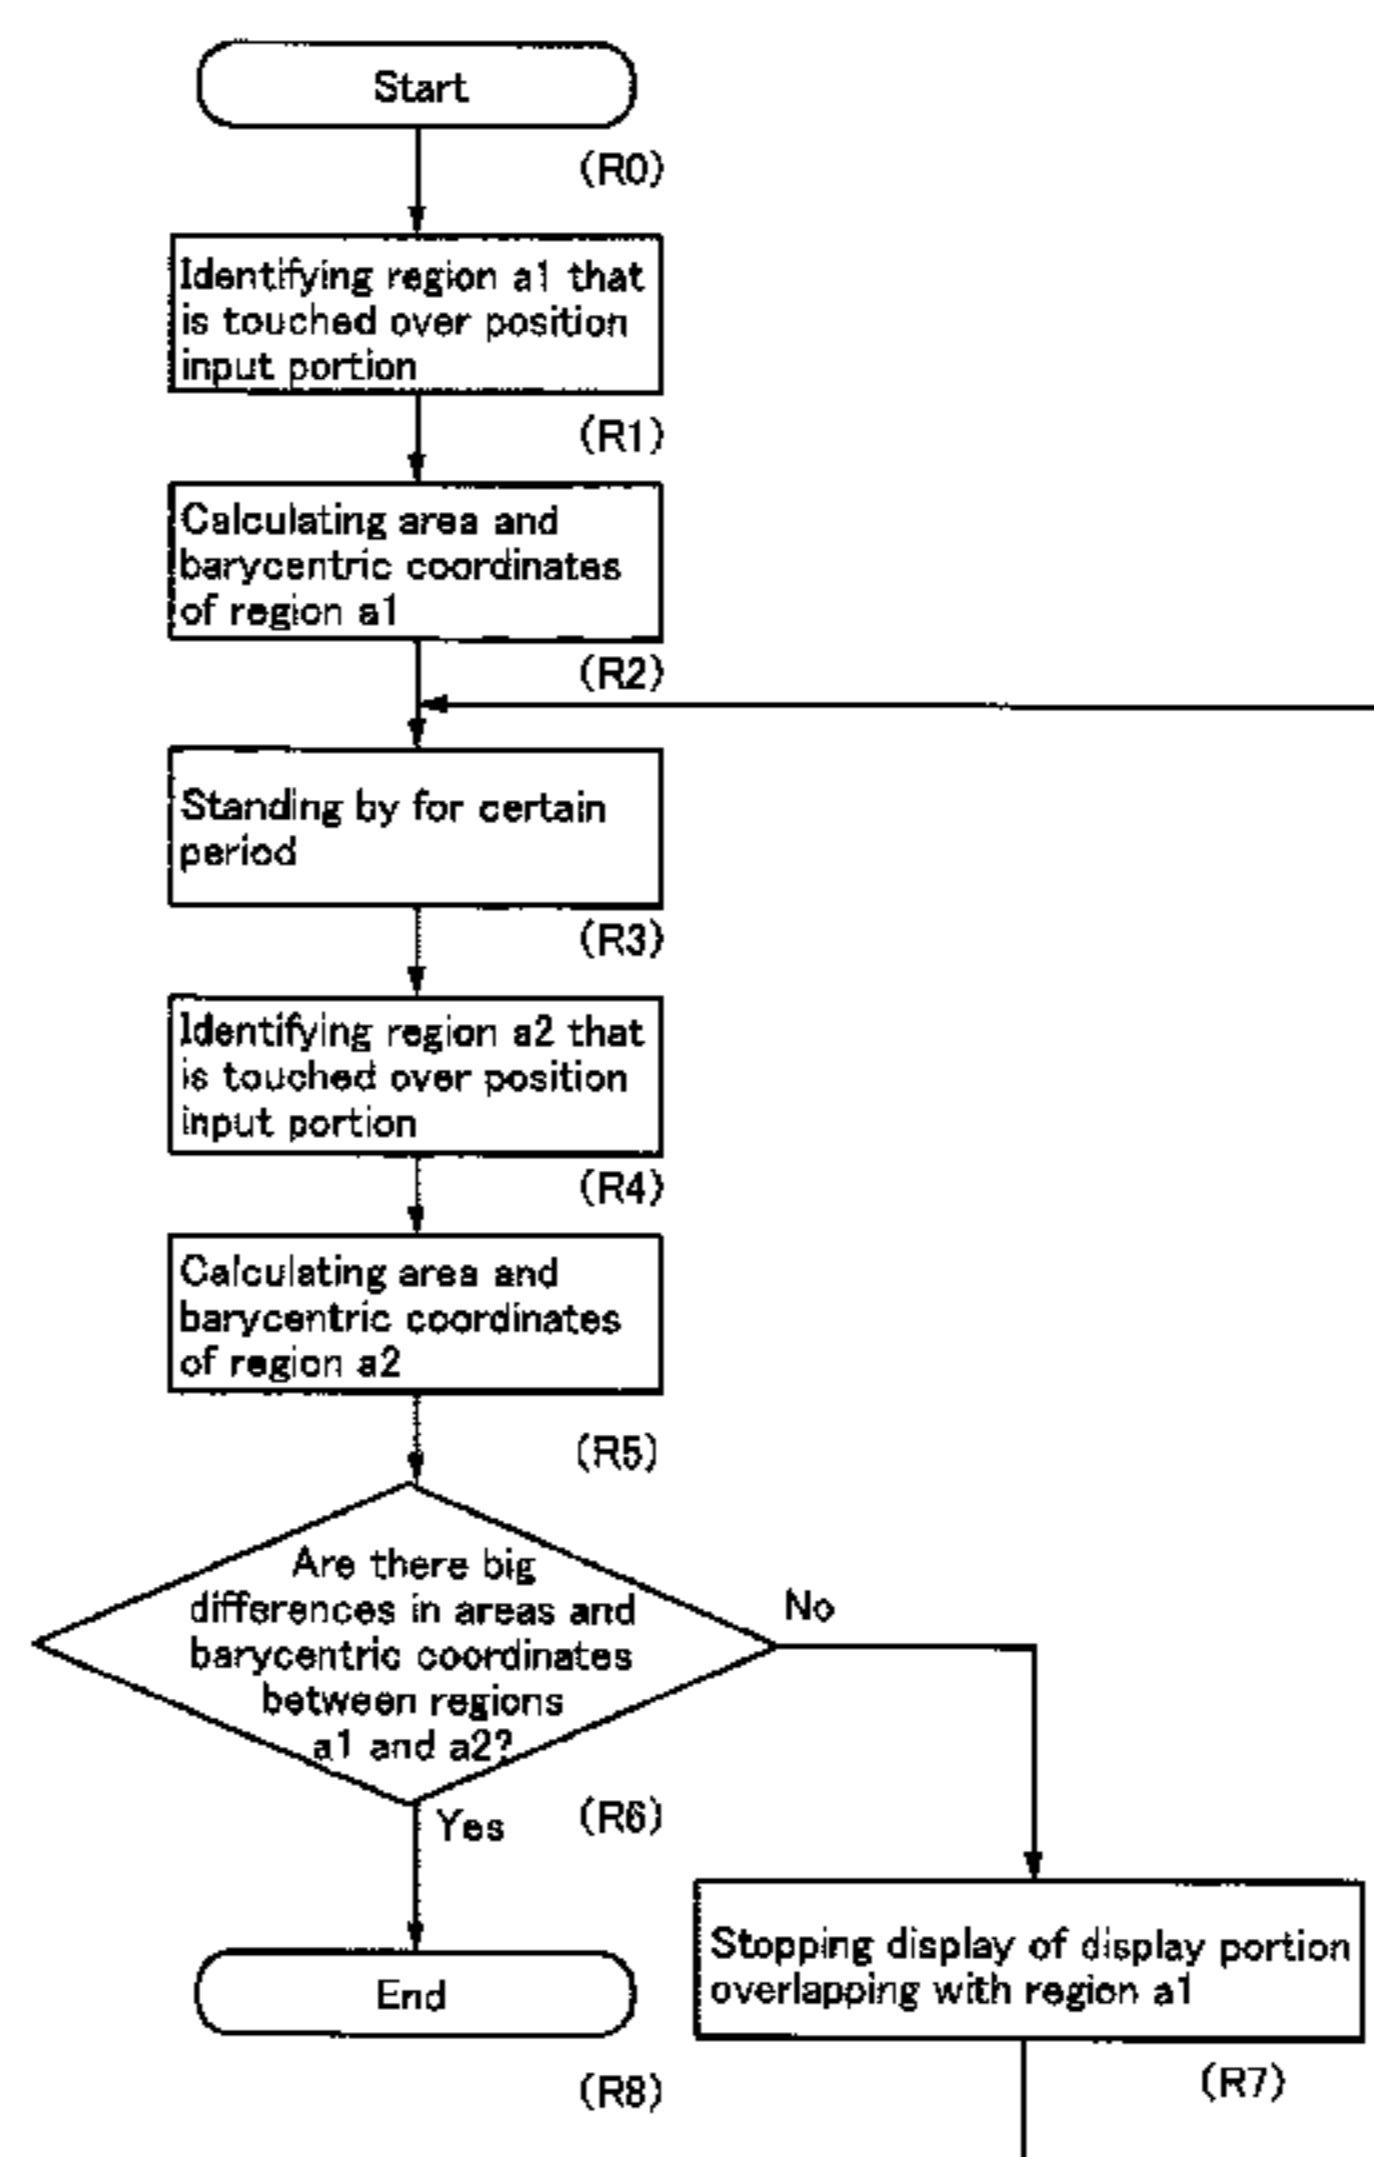 Start
(R0)
Identifying region a1 that
is touched over position
input portion
(R1)
Calculating area and
barycentric coordinates
of region a1
(R2)
Standing by for certain
period
(R3)
Identifying region a2 that
is touched over position
input portion
(R4)
Calculating area and
barycentric coordinates
of region a2
(R5)
Are there big
differences in areas and
barycentric coordinates
between regions
a1 and a2?
No
Yes
(R6)
Stopping display of display portion
overlapping with region a1
(R7)
End
(R8)